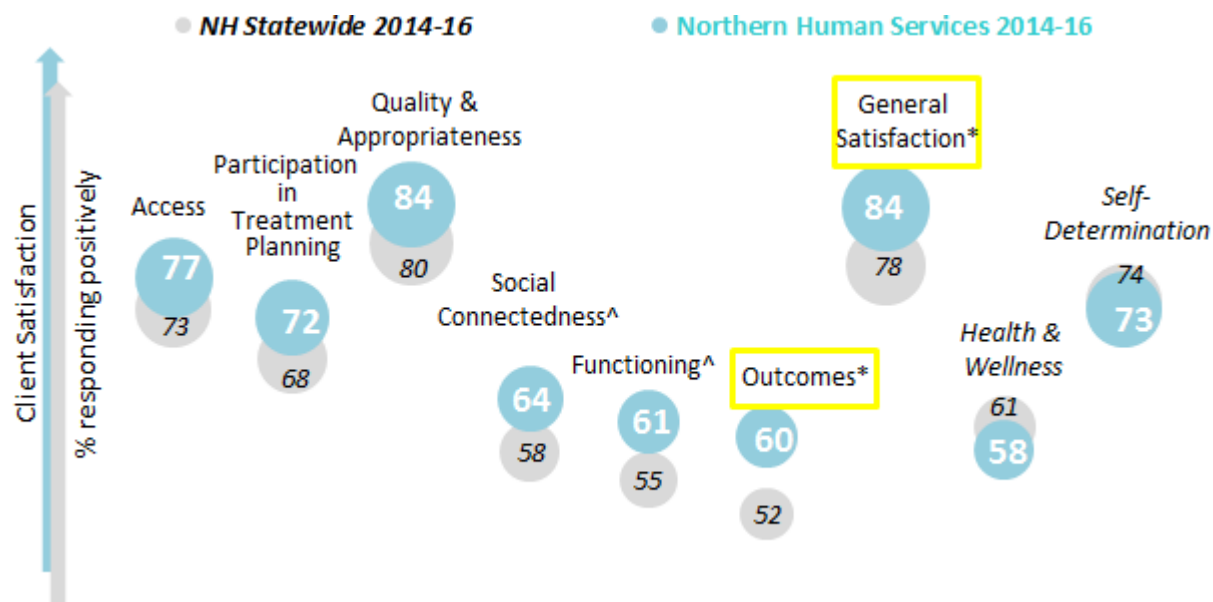 NH Statewide 2014-16
Northern Human Services 2014-16
Client Satisfaction
% responding positively
Access
77
73
Participation
in
Treatment
Planning
72
68
Quality &
Appropriateness
84
80
Social
Connectedness^
64
58
Functioning^
61
55
Outcomes*
60
52
General
Satisfaction*
84
78
Health &
Wellness
61
58
Self-
Determination
74
73